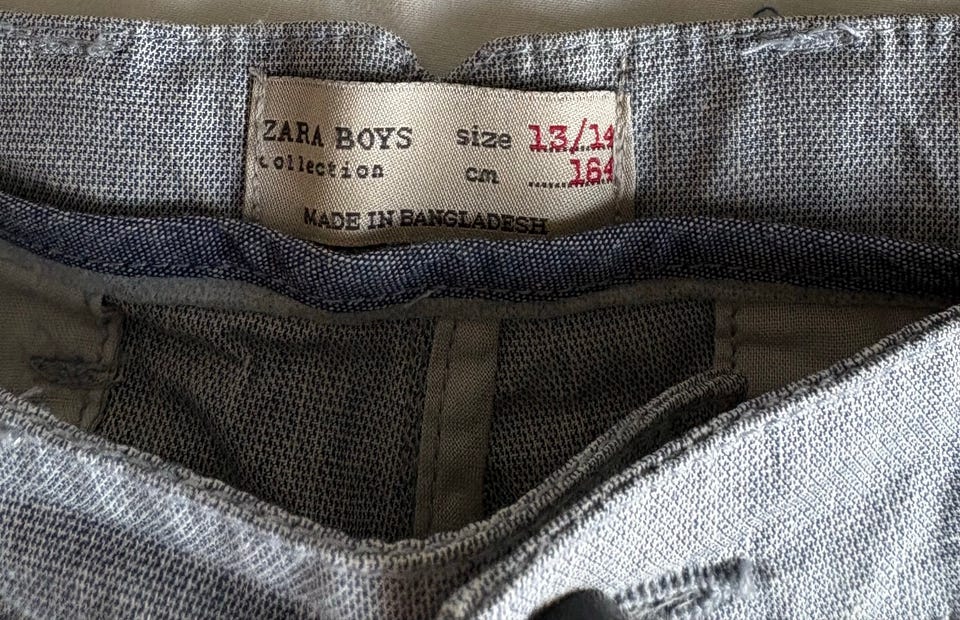 ZARA BOYS size 13/14
collection cm 164
MADE IN BANGLADESH